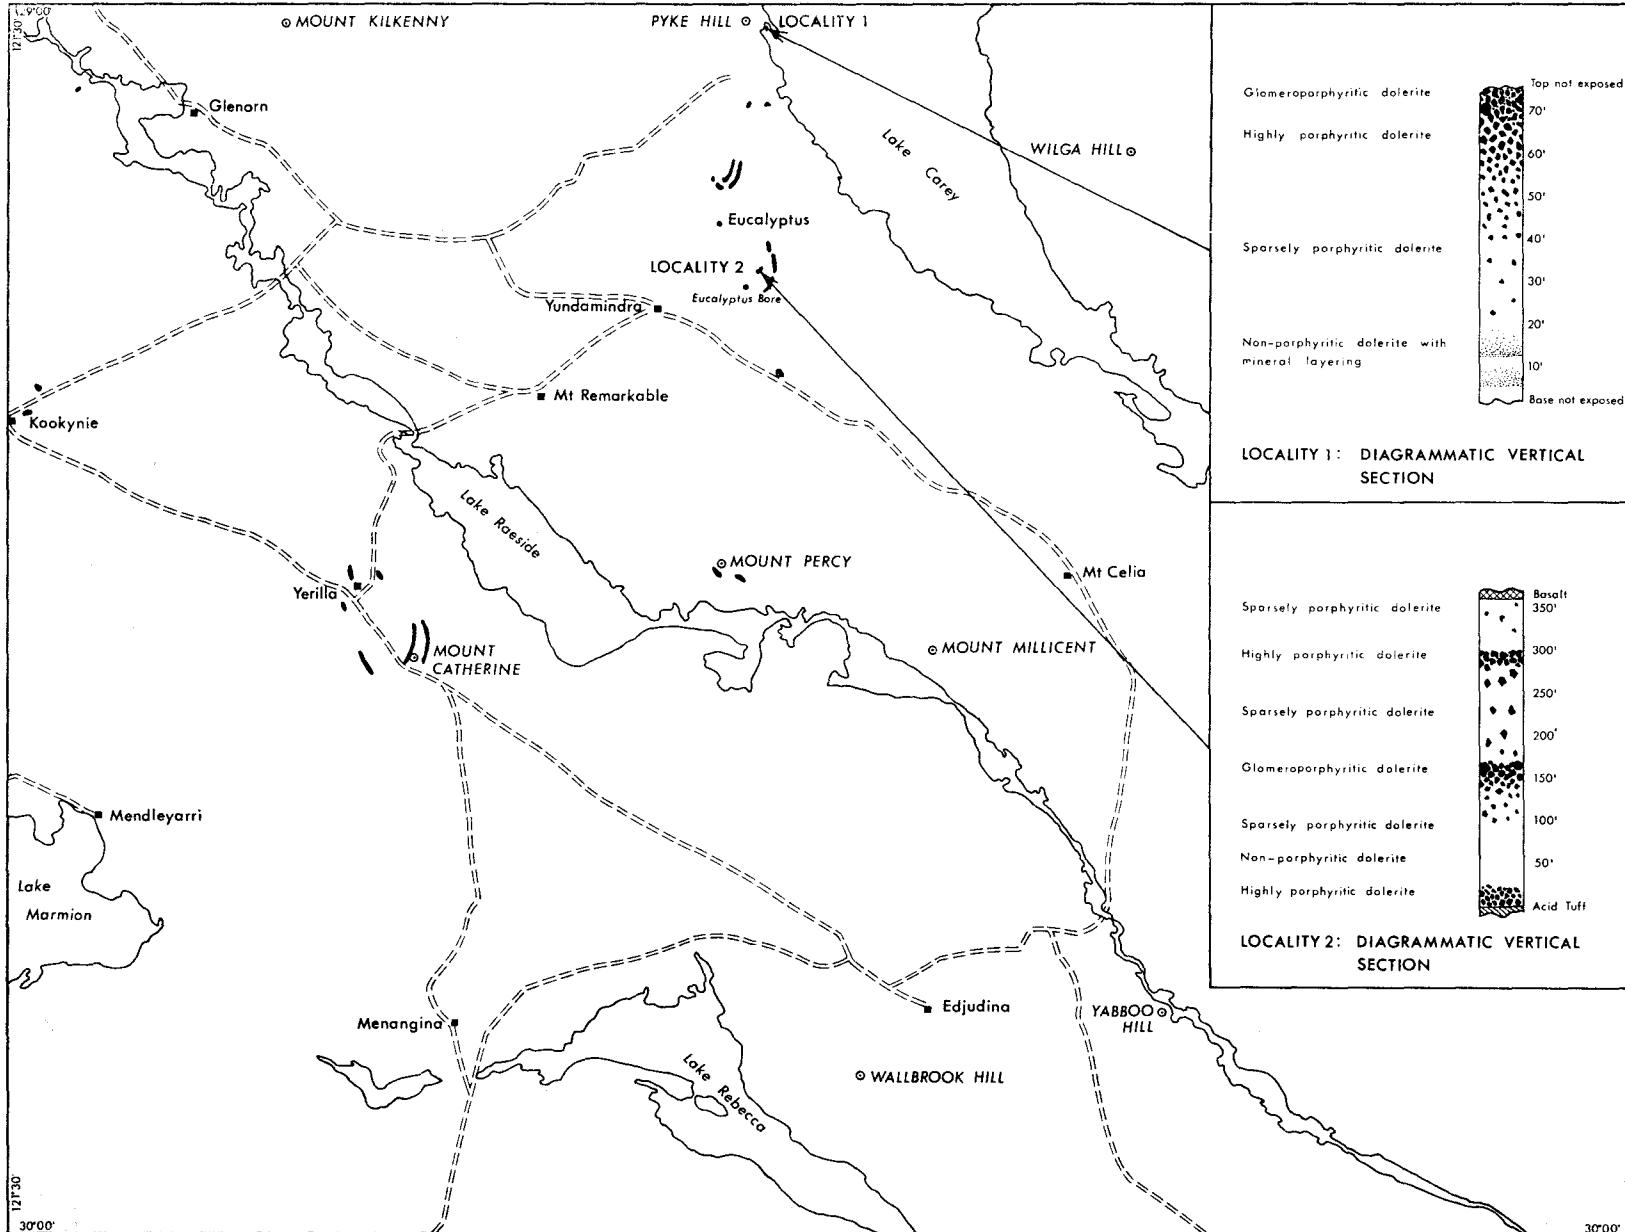 29°00'
121°30'
MOUNT KILKENNY
PYKE HILL
LOCALITY 1
Glenorn
Lake Carey
WILGA HILL
Eucalyptus
LOCALITY 2
Eucalyptus Bore
Yundamindra
Mt Remarkable
Kookynie
Lake Raeside
MOUNT PERCY
Mt Celia
Yerilla
MOUNT
CATHERINE
MOUNT MILLICENT
Mendleyarri
Lake
Marmion
Menangina
Edjudina
YABBOO
HILL
Lake Rebecca
WALLBROOK HILL
121°30'
30°00'
30°00'
Glomeroporphyritic dolerite
Highly porphyritic dolerite
Sparsely porphyritic dolerite
Non-porphyritic dolerite with
mineral layering
Top not exposed
70'
60'
50'
40'
30'
20'
10'
Base not exposed
LOCALITY 1: DIAGRAMMATIC VERTICAL
SECTION
Sparsely porphyritic dolerite
Highly porphyritic dolerite
Sparsely porphyritic dolerite
Glomeroporphyritic dolerite
Sparsely porphyritic dolerite
Non-porphyritic dolerite
Highly porphyritic dolerite
Basalt
350'
300'
250'
200'
150'
100'
50'
Acid Tuff
LOCALITY 2: DIAGRAMMATIC VERTICAL
SECTION